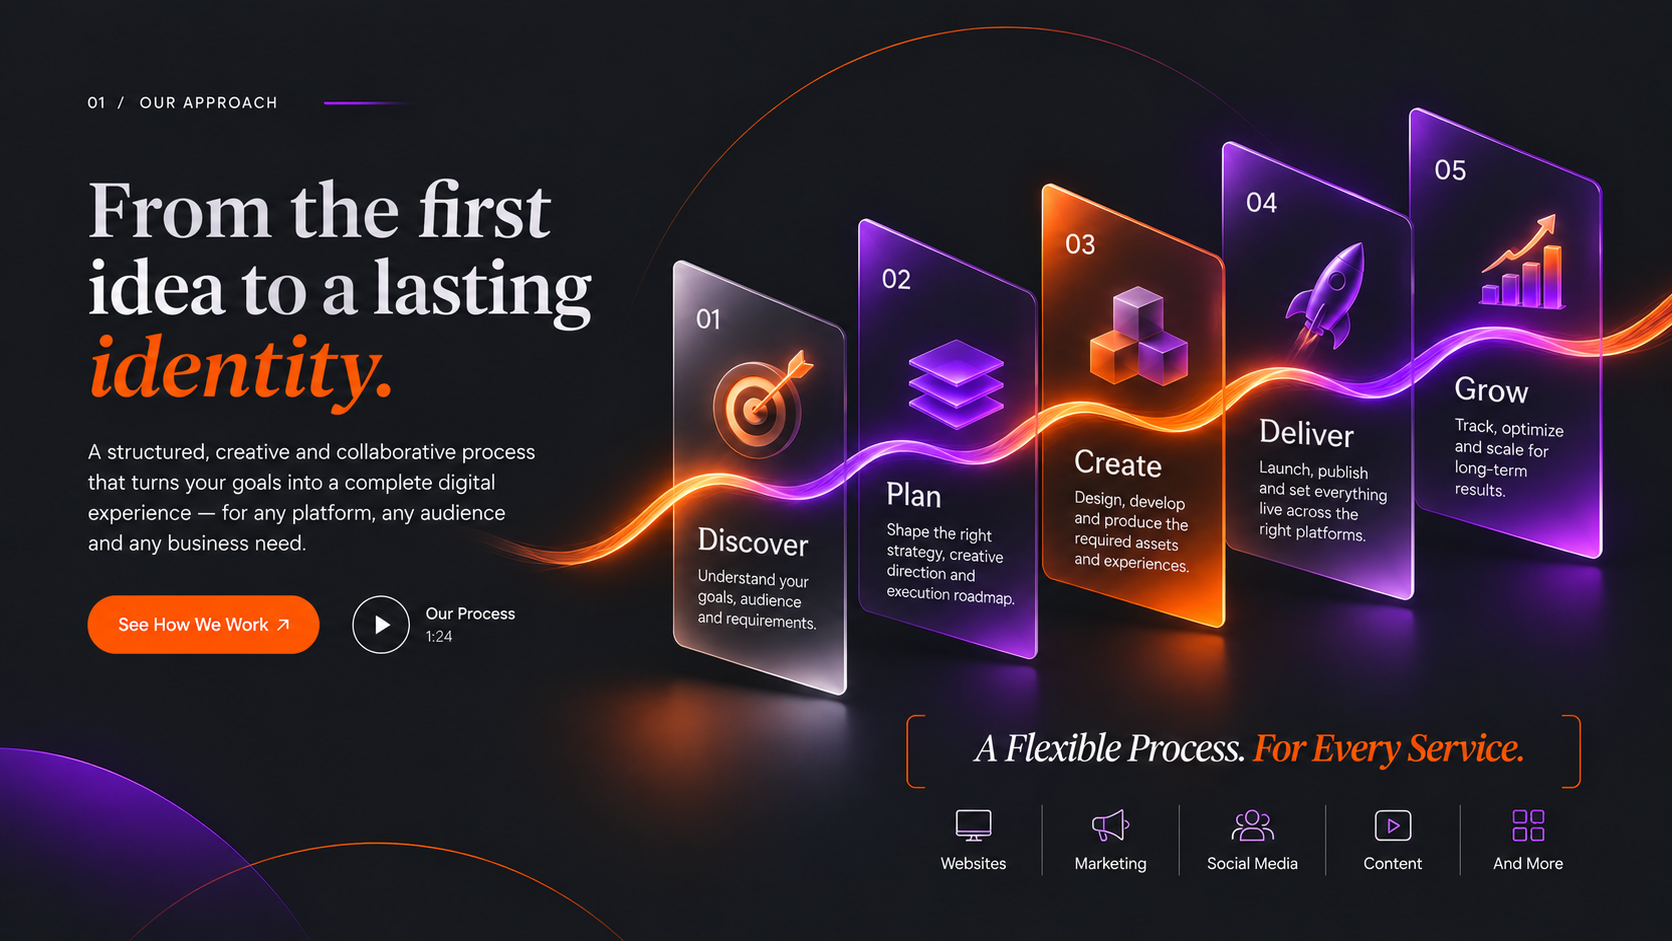 01 / OUR APPROACH
From the first
idea to a lasting
identity.
A structured, creative and collaborative process
that turns your goals into a complete digital
experience — for any platform, any audience
and any business need.
See How We Work ↗
Our Process
1:24
01
Discover
Understand your
goals, audience
and requirements.
02
Plan
Shape the right
strategy, creative
direction and
execution roadmap.
03
Create
Design, develop
and produce the
required assets
and experiences.
04
Deliver
Launch, publish
and set everything
live across the
right platforms.
05
Grow
Track, optimize
and scale for
long-term
results.
A Flexible Process. For Every Service.
Websites
Marketing
Social Media
Content
And More